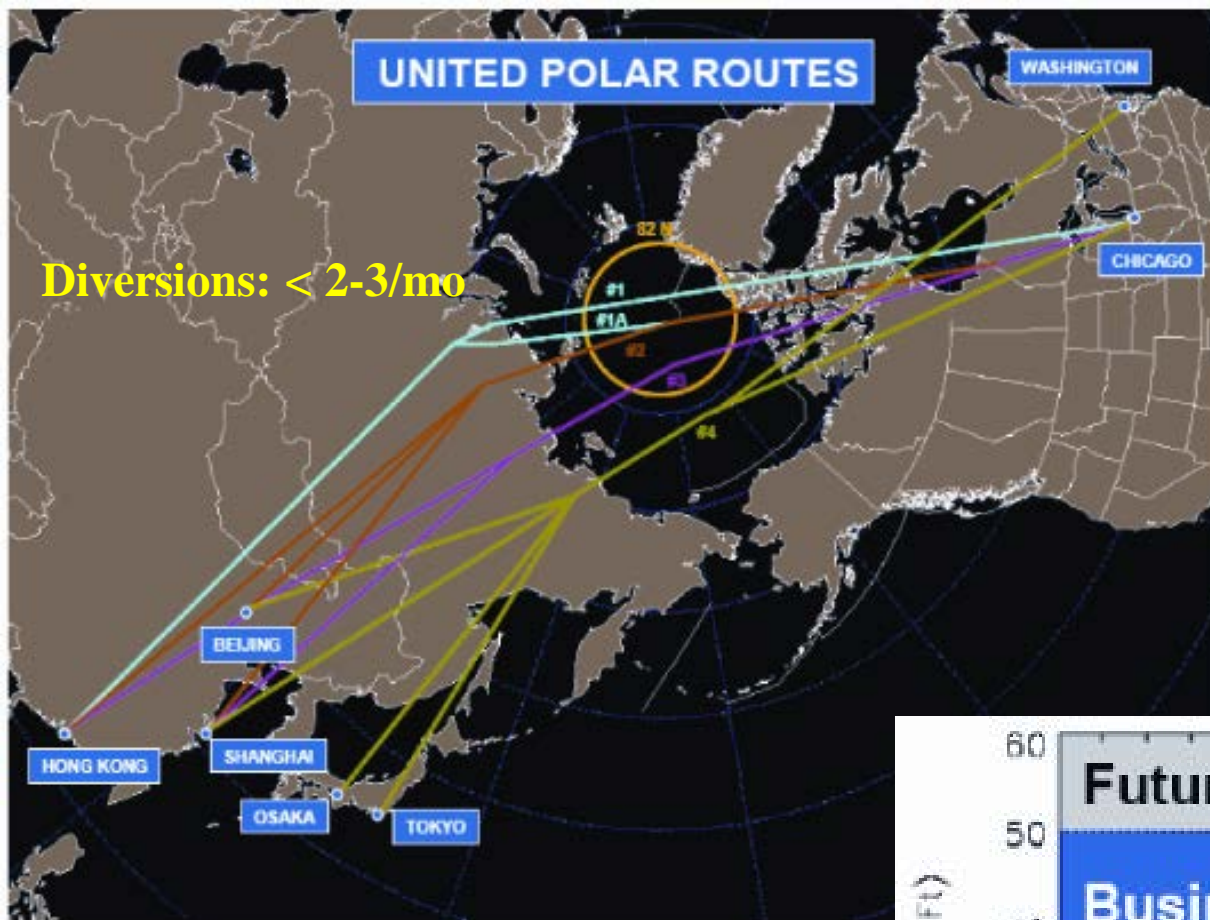 UNITED POLAR ROUTES
WASHINGTON
82 N
CHICAGO
Diversions: < 2-3/mo
#1
#1A
#2
#3
#4
BEIJING
HONG KONG
SHANGHAI
OSAKA
TOKYO
60
Futur
50
Busin